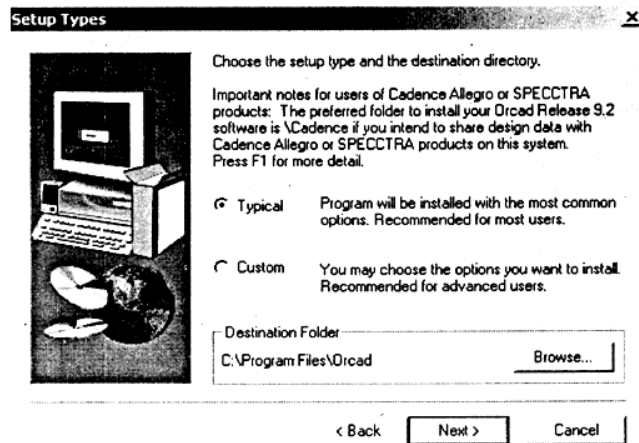 Setup Types
Choose the setup type and the destination directory.
Important notes for users of Cadence Allegro or SPECCTRA
products: The preferred folder to install your Orcad Release 9.2
software is \Cadence if you intend to share design data with
Cadence Allegro or SPECCTRA products on this system.
Press F1 for more detail.
Typical
Program will be installed with the most common
options. Recommended for most users.
Custom
You may choose the options you want to install.
Recommended for advanced users.
Destination Folder
C:\Program Files\Orcad
Browse...
< Back
Next >
Cancel